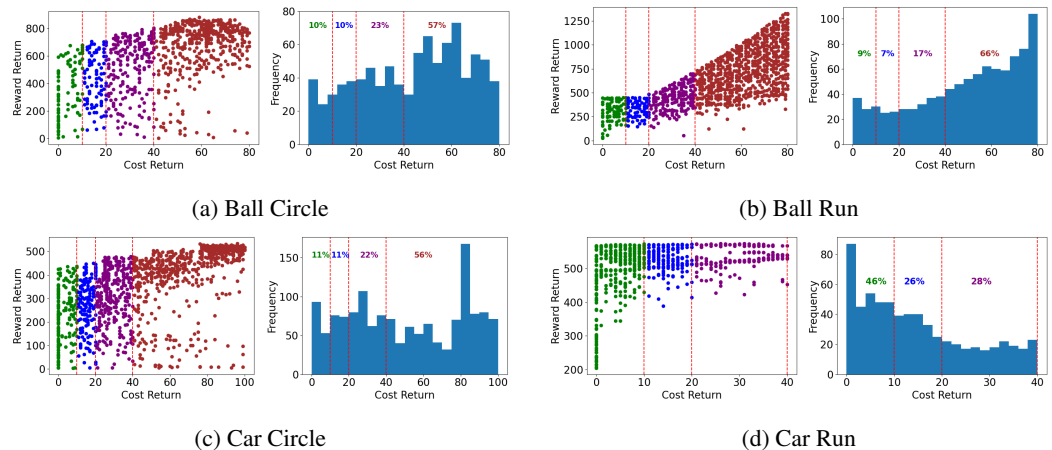 Reward Return
800
600
400
200
0
0 20 40 60 80
Cost Return
Frequency
80
60
40
20
0
10% 10% 23% 57%
0 20 40 60 80
Cost Return
(a) Ball Circle
Reward Return
1250
1000
750
500
250
0
0 20 40 60 80
Cost Return
Frequency
100
80
60
40
20
0
9% 7% 17% 66%
0 20 40 60 80
Cost Return
(b) Ball Run
Reward Return
500
400
300
200
100
0
0 20 40 60 80 100
Cost Return
Frequency
150
100
50
0
11% 11% 22% 56%
0 20 40 60 80 100
Cost Return
(c) Car Circle
Reward Return
500
400
300
200
0 10 20 30 40
Cost Return
Frequency
80
60
40
20
0
46% 26% 28%
0 10 20 30 40
Cost Return
(d) Car Run